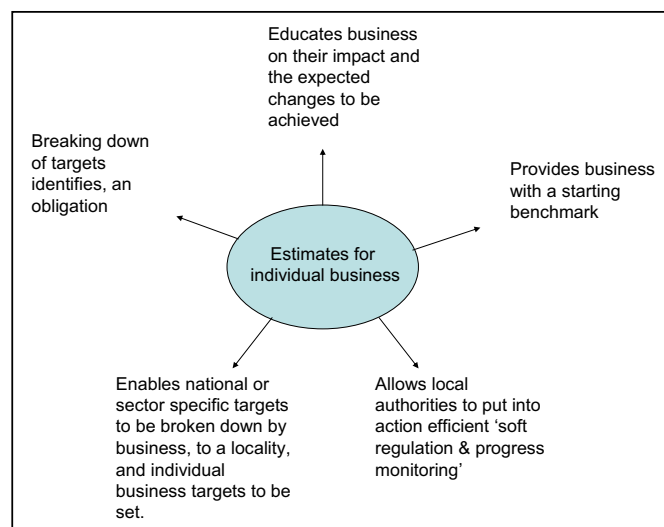 Educates business
on their impact and
the expected
changes to be
achieved
Breaking down
of targets
identifies, an
obligation
Provides business
with a starting
benchmark
Estimates for
individual business
Enables national or
sector specific targets
to be broken down by
business, to a locality,
and individual
business targets to be
set.
Allows local
authorities to put into
action efficient ‘soft
regulation & progress
monitoring’